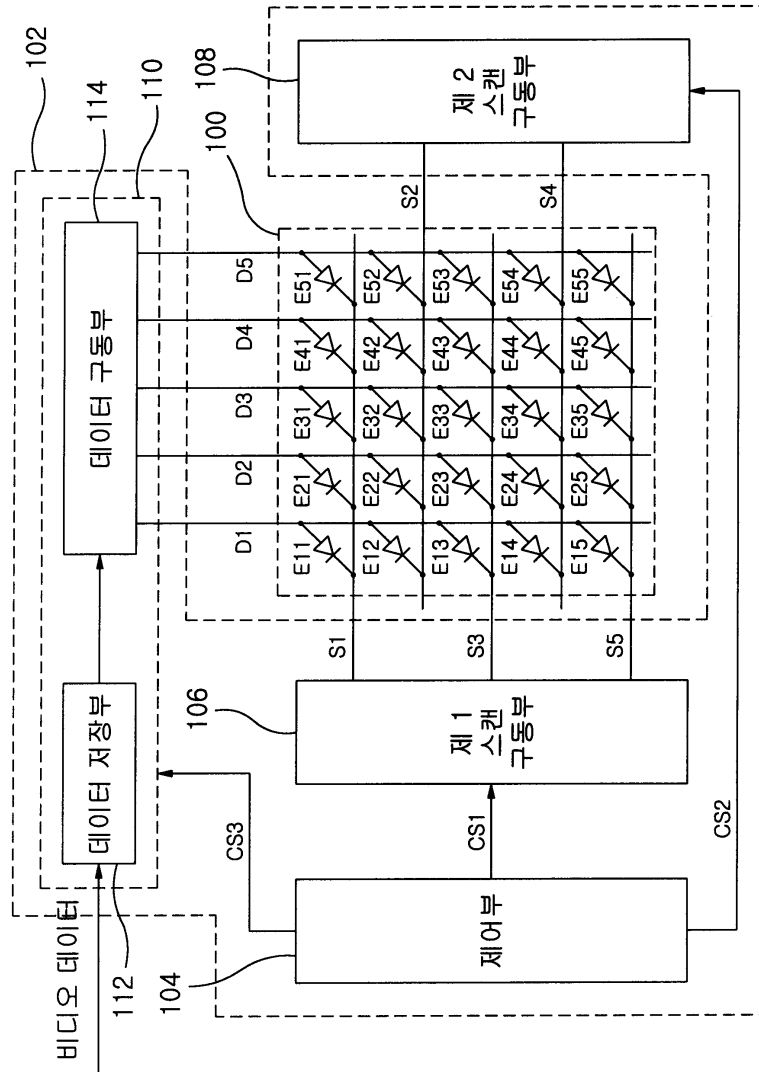 102
110
114
데이터 구동부
데이터 저장부
비디오 데이터
112
108
제 2
스캔
구동부
100
S2
S4
D1
D2
D3
D4
D5
E11
E21
E31
E41
E51
E12
E22
E32
E42
E52
E13
E23
E33
E43
E53
E14
E24
E34
E44
E54
E15
E25
E35
E45
E55
S1
S3
S5
106
제 1
스캔
구동부
CS3
CS1
CS2
104
제어부